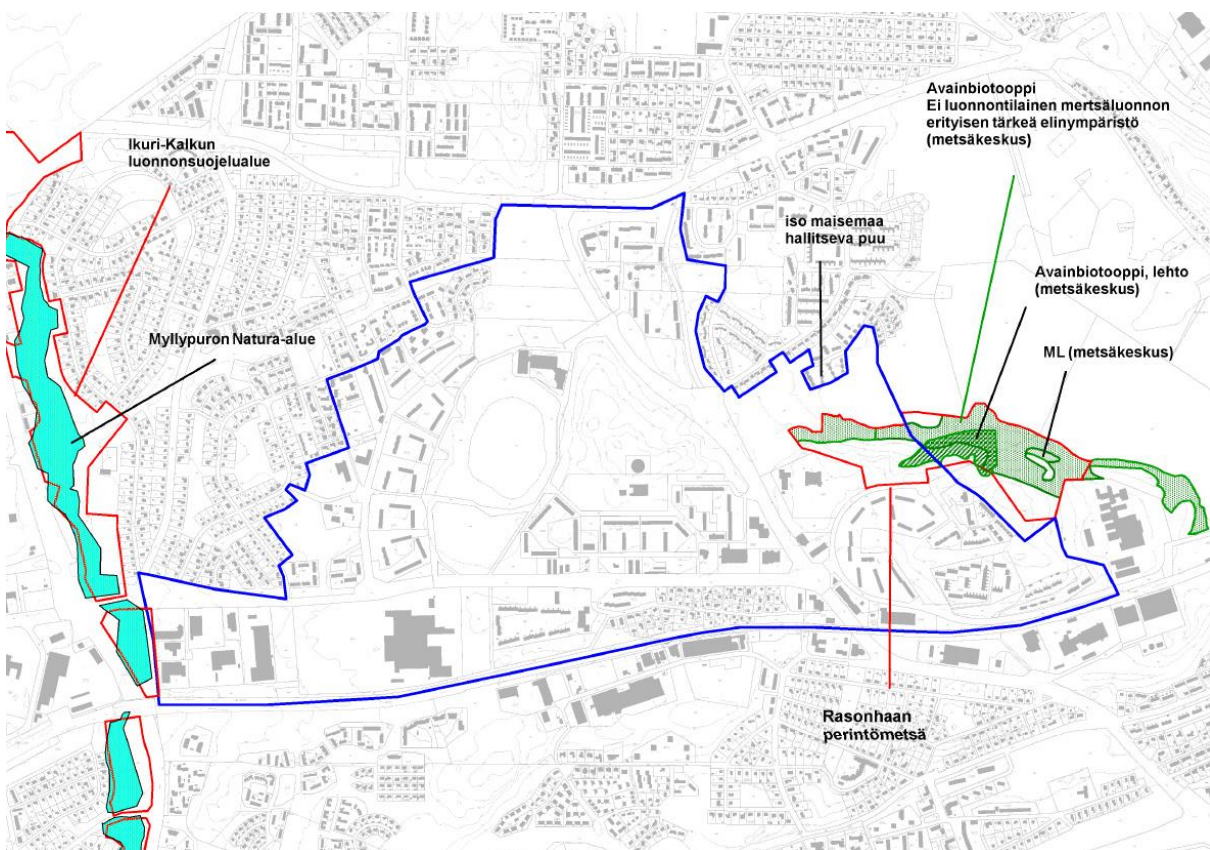 Avainbiotooppi
Ei luonnontilainen mertsäluonnon
erityisen tärkeä elinympäristö
(metsäkeskus)
Ikuri-Kalkun
luonnonsuojelualue
iso maisemaa
hallitseva puu
Avainbiotooppi, lehto
(metsäkeskus)
Myllypuron Natura-alue
ML (metsäkeskus)
Rasonhaan
perintömetsä